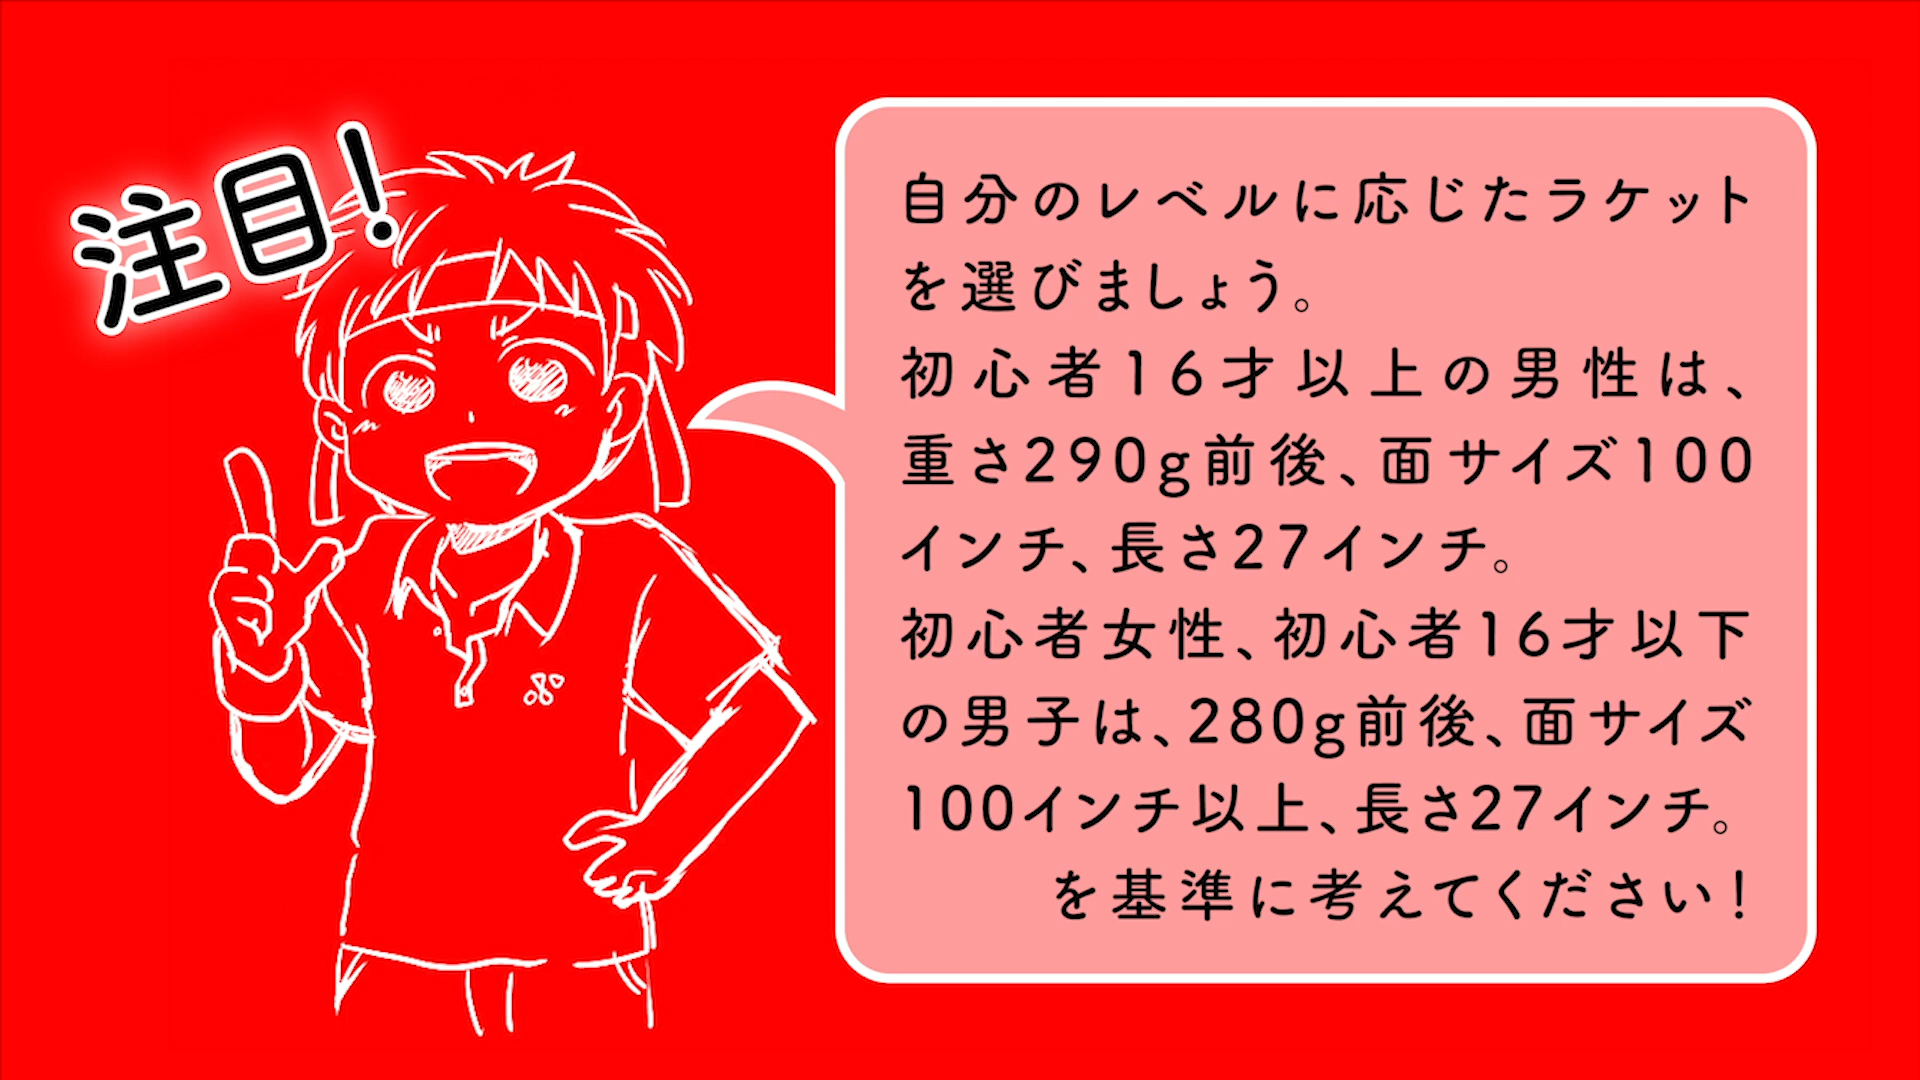 注目!
自分のレベルに応じたラケット
を選びましょう。
初心者16才以上の男性は、
重さ290g前後、面サイズ100
インチ、長さ27インチ。
初心者女性、初心者16才以下
の男子は、280g前後、面サイズ
100インチ以上、長さ27インチ。
を基準に考えてください!